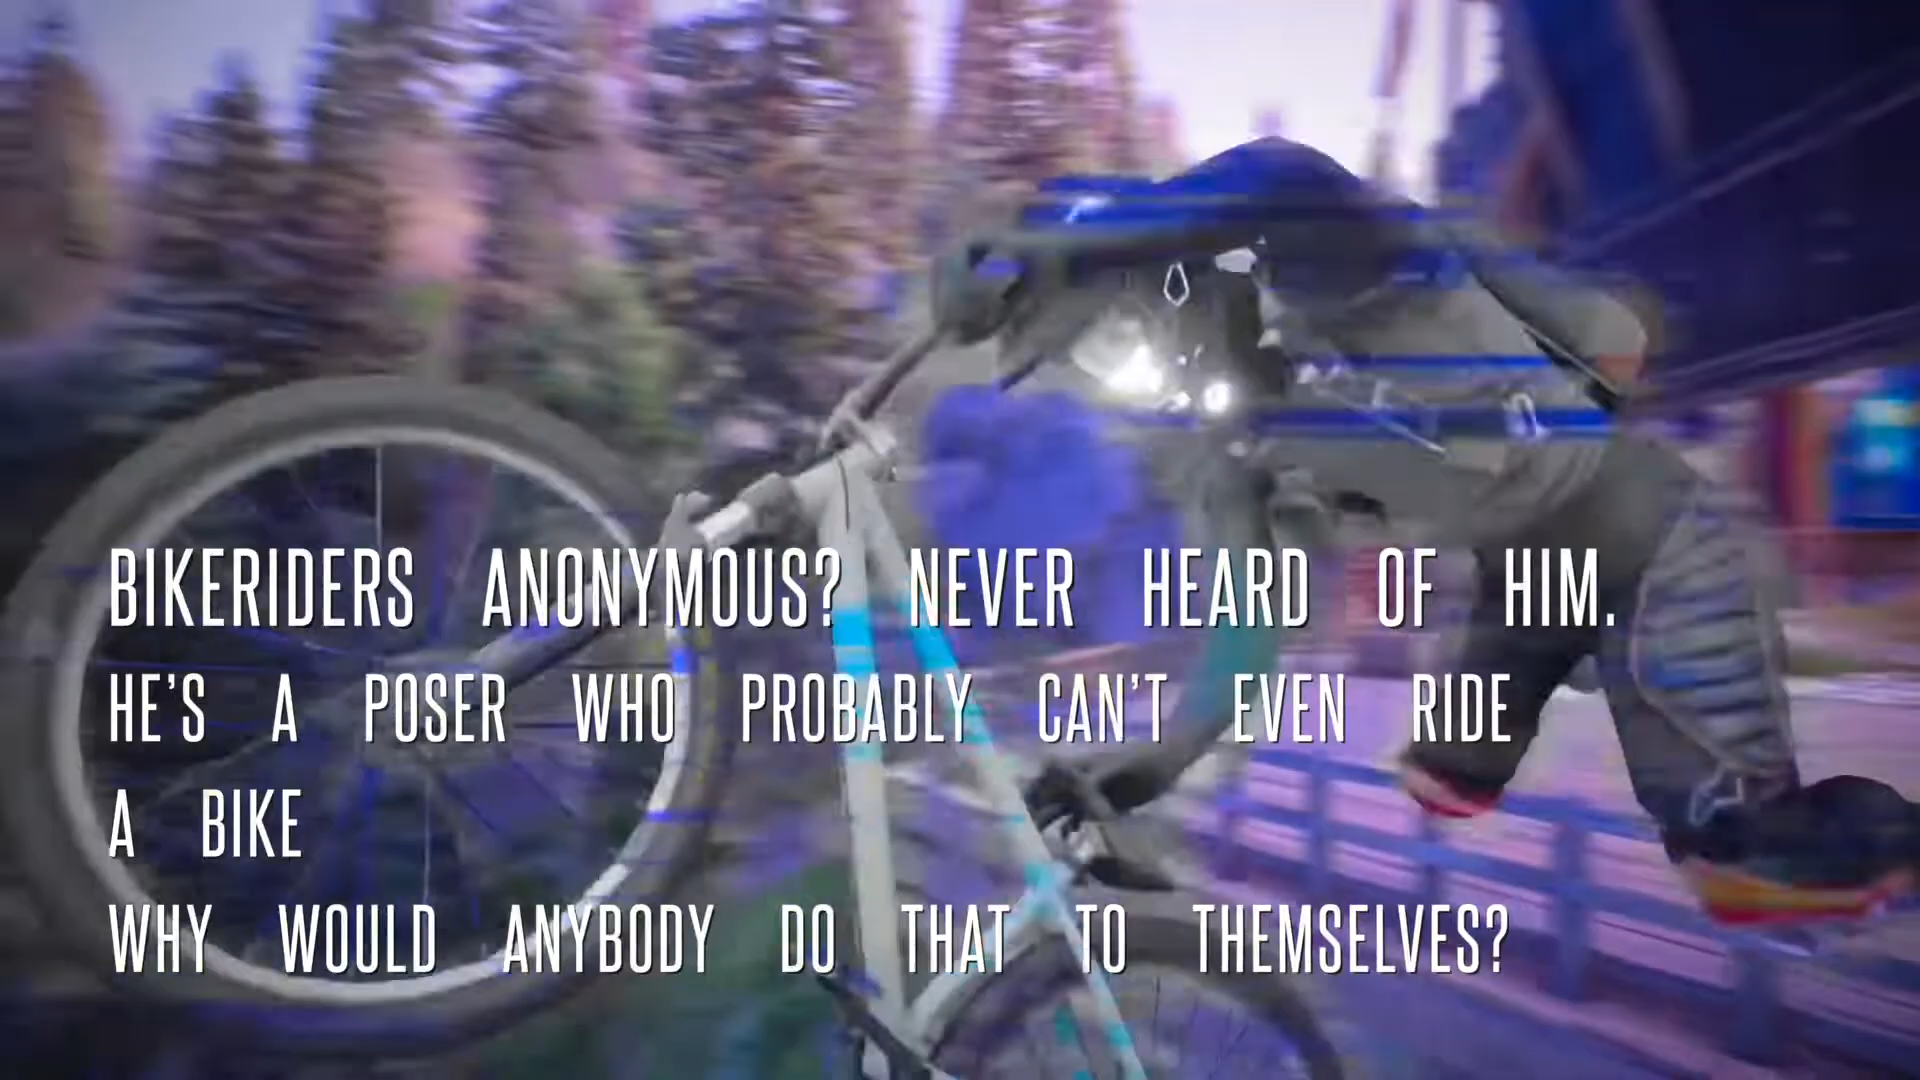 BIKERIDERS ANONYMOUS? NEVER HEARD OF HIM.
HE'S A POSER WHO PROBABLY CAN'T EVEN RIDE
A BIKE
WHY WOULD ANYBODY DO THAT TO THEMSELVES?